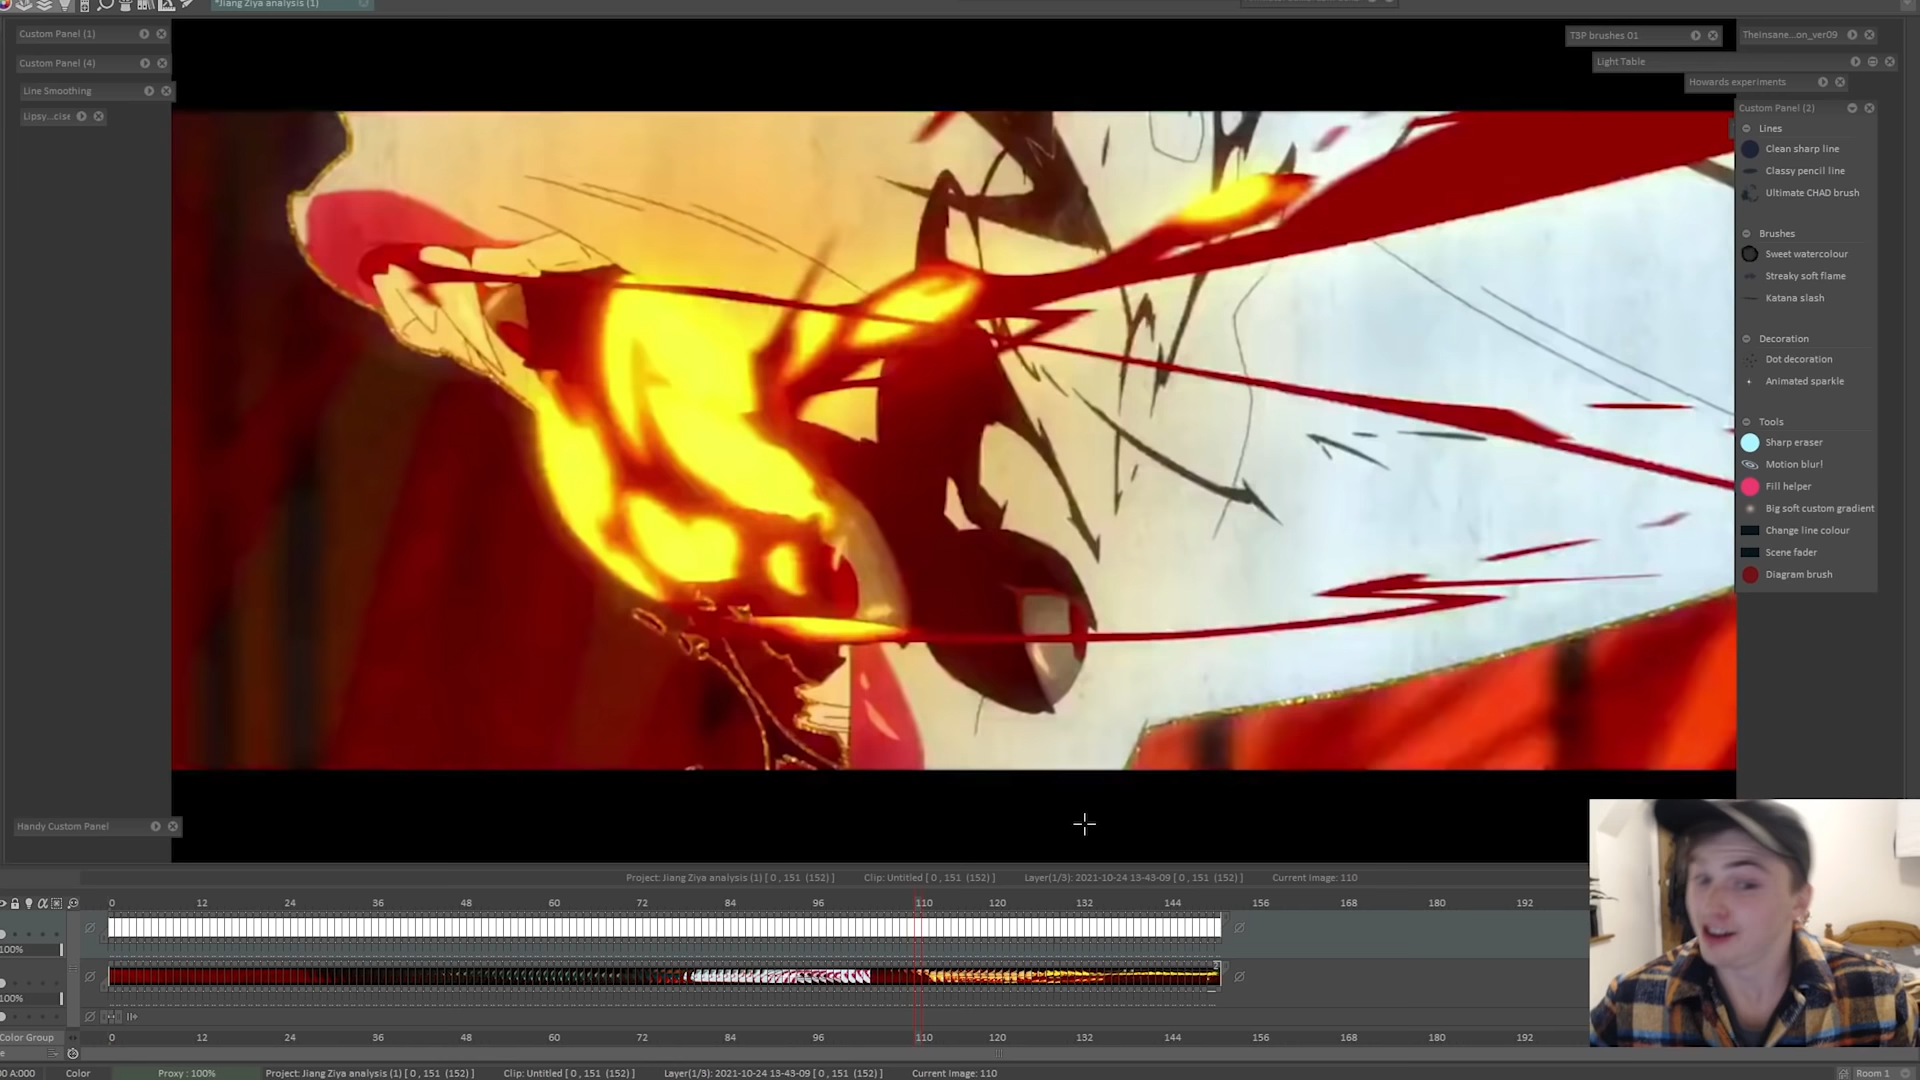 *Jiang Ziya analysis (1)
Custom Panel (1)
Custom Panel (4)
Line Smoothing
Lipsy...cise
T3P brushes 01
TheInsane...on_ver09
Light Table
Howards experiments
Custom Panel (2)
Lines
Clean sharp line
Classy pencil line
Ultimate CHAD brush
Brushes
Sweet watercolour
Streaky soft flame
Katana slash
Decoration
Dot decoration
Animated sparkle
Tools
Sharp eraser
Motion blur!
Fill helper
Big soft custom gradient
Change line colour
Scene fader
Diagram brush
Handy Custom Panel
Project: Jiang Ziya analysis (1) [ 0 , 151 (152) ] Clip: Untitled [ 0 , 151 (152) ] Layer(1/3): 2021-10-24 13-43-09 [ 0 , 151 (152) ] Current Image: 110
0 12 24 36 48 60 72 84 96 110 120 132 144 156 168 180 192
100%
100%
Color Group
0 12 24 36 48 60 72 84 96 110 120 132 144 156 168 180 192
00 A:000 Color Proxy : 100% Project: Jiang Ziya analysis (1) [ 0 , 151 (152) ] Clip: Untitled [ 0 , 151 (152) ] Layer(1/3): 2021-10-24 13-43-09 [ 0 , 151 (152) ] Current Image: 110 Room 1